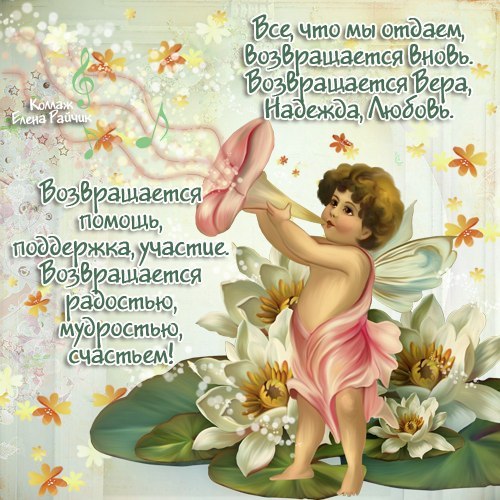 Все, что мы отдаем,
возвращается вновь.
Возвращается Вера,
Надежда, Любовь.
Коллаж
Елена Райчик
Возвращается
помощь,
поддержка, участие.
Возвращается
радостью,
мудростью,
счастьем!